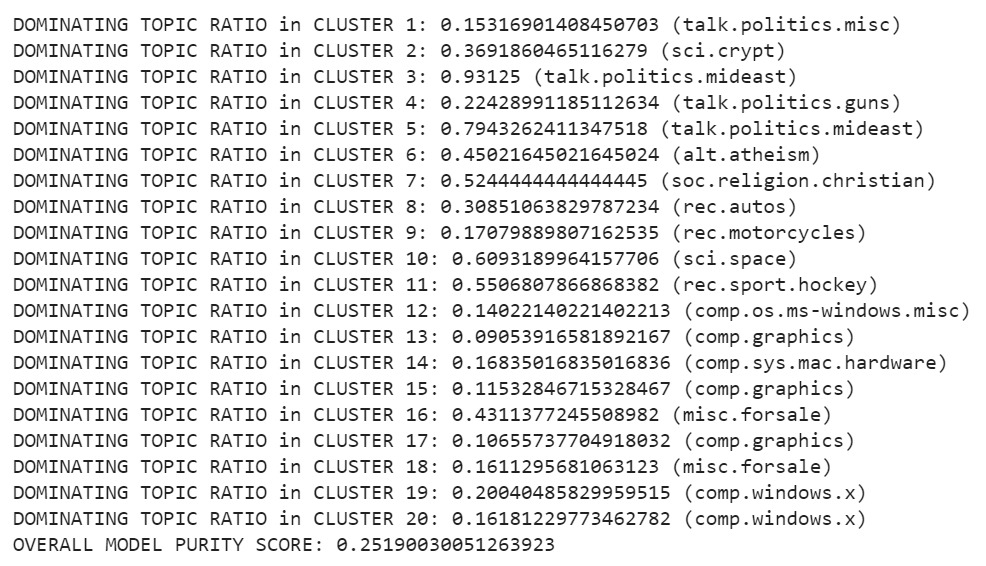 DOMINATING TOPIC RATIO in CLUSTER 1: 0.15316901408450703 (talk.politics.misc)
DOMINATING TOPIC RATIO in CLUSTER 2: 0.3691860465116279 (sci.crypt)
DOMINATING TOPIC RATIO in CLUSTER 3: 0.93125 (talk.politics.mideast)
DOMINATING TOPIC RATIO in CLUSTER 4: 0.22428991185112634 (talk.politics.guns)
DOMINATING TOPIC RATIO in CLUSTER 5: 0.7943262411347518 (talk.politics.mideast)
DOMINATING TOPIC RATIO in CLUSTER 6: 0.45021645021645024 (alt.atheism)
DOMINATING TOPIC RATIO in CLUSTER 7: 0.5244444444444445 (soc.religion.christian)
DOMINATING TOPIC RATIO in CLUSTER 8: 0.30851063829787234 (rec.autos)
DOMINATING TOPIC RATIO in CLUSTER 9: 0.17079889807162535 (rec.motorcycles)
DOMINATING TOPIC RATIO in CLUSTER 10: 0.6093189964157706 (sci.space)
DOMINATING TOPIC RATIO in CLUSTER 11: 0.5506807866868382 (rec.sport.hockey)
DOMINATING TOPIC RATIO in CLUSTER 12: 0.14022140221402213 (comp.os.ms-windows.misc)
DOMINATING TOPIC RATIO in CLUSTER 13: 0.09053916581892167 (comp.graphics)
DOMINATING TOPIC RATIO in CLUSTER 14: 0.16835016835016836 (comp.sys.mac.hardware)
DOMINATING TOPIC RATIO in CLUSTER 15: 0.11532846715328467 (comp.graphics)
DOMINATING TOPIC RATIO in CLUSTER 16: 0.4311377245508982 (misc.forsale)
DOMINATING TOPIC RATIO in CLUSTER 17: 0.10655737704918032 (comp.graphics)
DOMINATING TOPIC RATIO in CLUSTER 18: 0.1611295681063123 (misc.forsale)
DOMINATING TOPIC RATIO in CLUSTER 19: 0.20040485829959515 (comp.windows.x)
DOMINATING TOPIC RATIO in CLUSTER 20: 0.16181229773462782 (comp.windows.x)
OVERALL MODEL PURITY SCORE: 0.25190030051263923